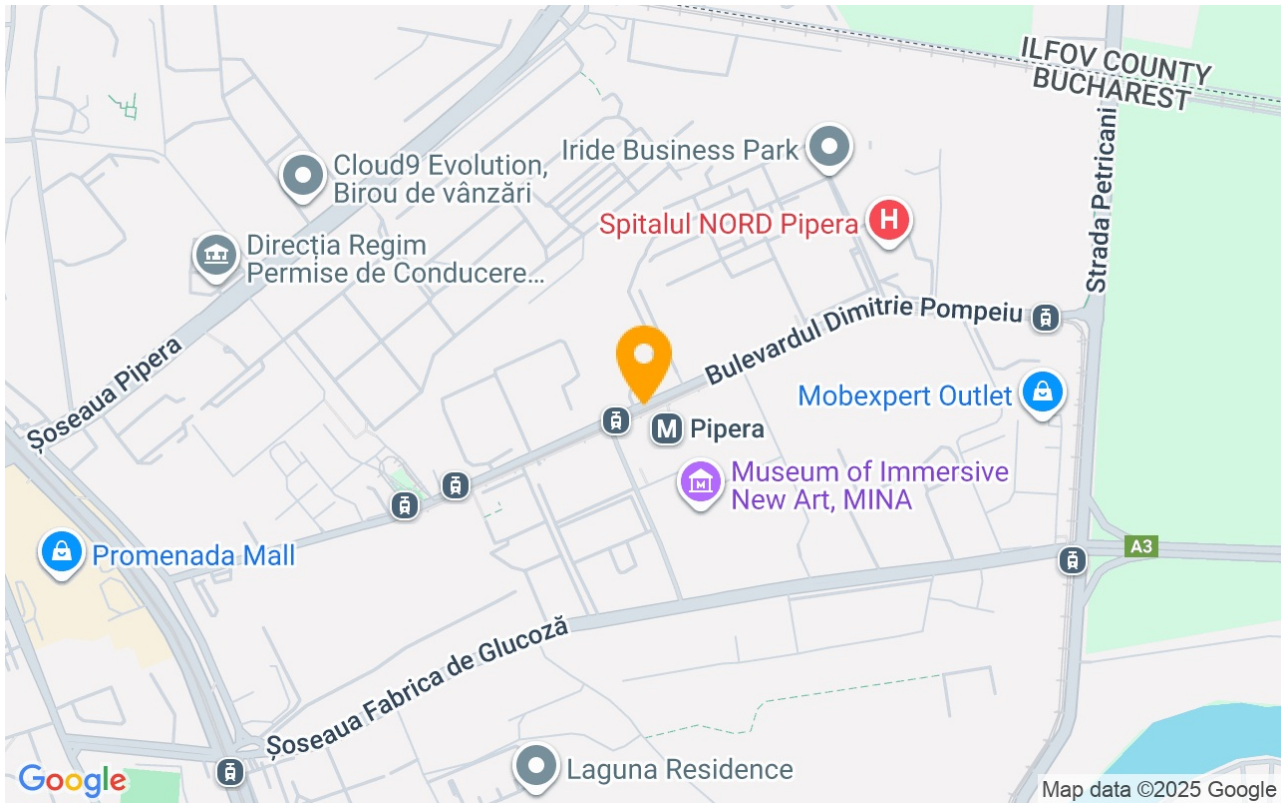 ILFOV COUNTY
BUCHAREST
Iride Business Park
Cloud9 Evolution,
Birou de vânzări
Strada Petricani
Spitalul NORD Pipera
H
Direcția Regim
Permise de Conducere...
Bulevardul Dimitrie Pompeiu
Șoseaua Pipera
Mobexpert Outlet
M Pipera
Museum of Immersive
New Art, MINA
M
Promenada Mall
A3
Șoseaua Fabrica de Glucoză
Laguna Residence
Google
Map data ©2025 Google